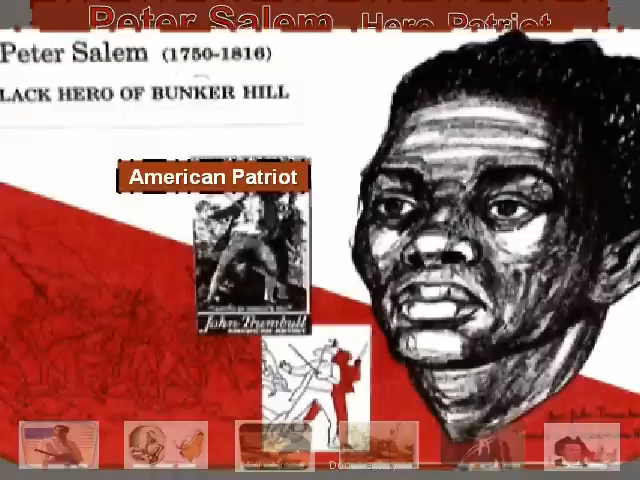 Peter Salem Hero Patriot
Peter Salem (1750-1816)
LACK HERO OF BUNKER HILL
American Patriot
John Trumbull